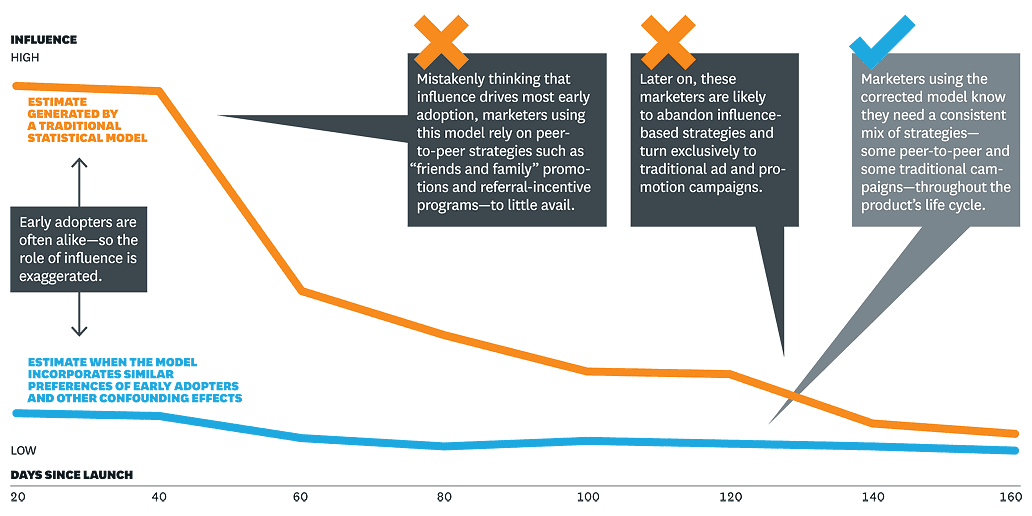 INFLUENCE
HIGH
ESTIMATE
GENERATED BY
A TRADITIONAL
STATISTICAL MODEL
Early adopters are
often alike—so the
role of influence is
exaggerated.
ESTIMATE WHEN THE MODEL
INCORPORATES SIMILAR
PREFERENCES OF EARLY ADOPTERS
AND OTHER CONFOUNDING EFFECTS
Mistakenly thinking that
influence drives most early
adoption, marketers using
this model rely on peer-
to-peer strategies such as
“friends and family” promo-
tions and referral-incentive
programs—to little avail.
Later on, these
marketers are likely
to abandon influence-
based strategies and
turn exclusively to
traditional ad and pro-
motion campaigns.
Marketers using the
corrected model know
they need a consistent
mix of strategies—
some peer-to-peer and
some traditional cam-
paigns—throughout the
product’s life cycle.
LOW
DAYS SINCE LAUNCH
20 40 60 80 100 120 140 160